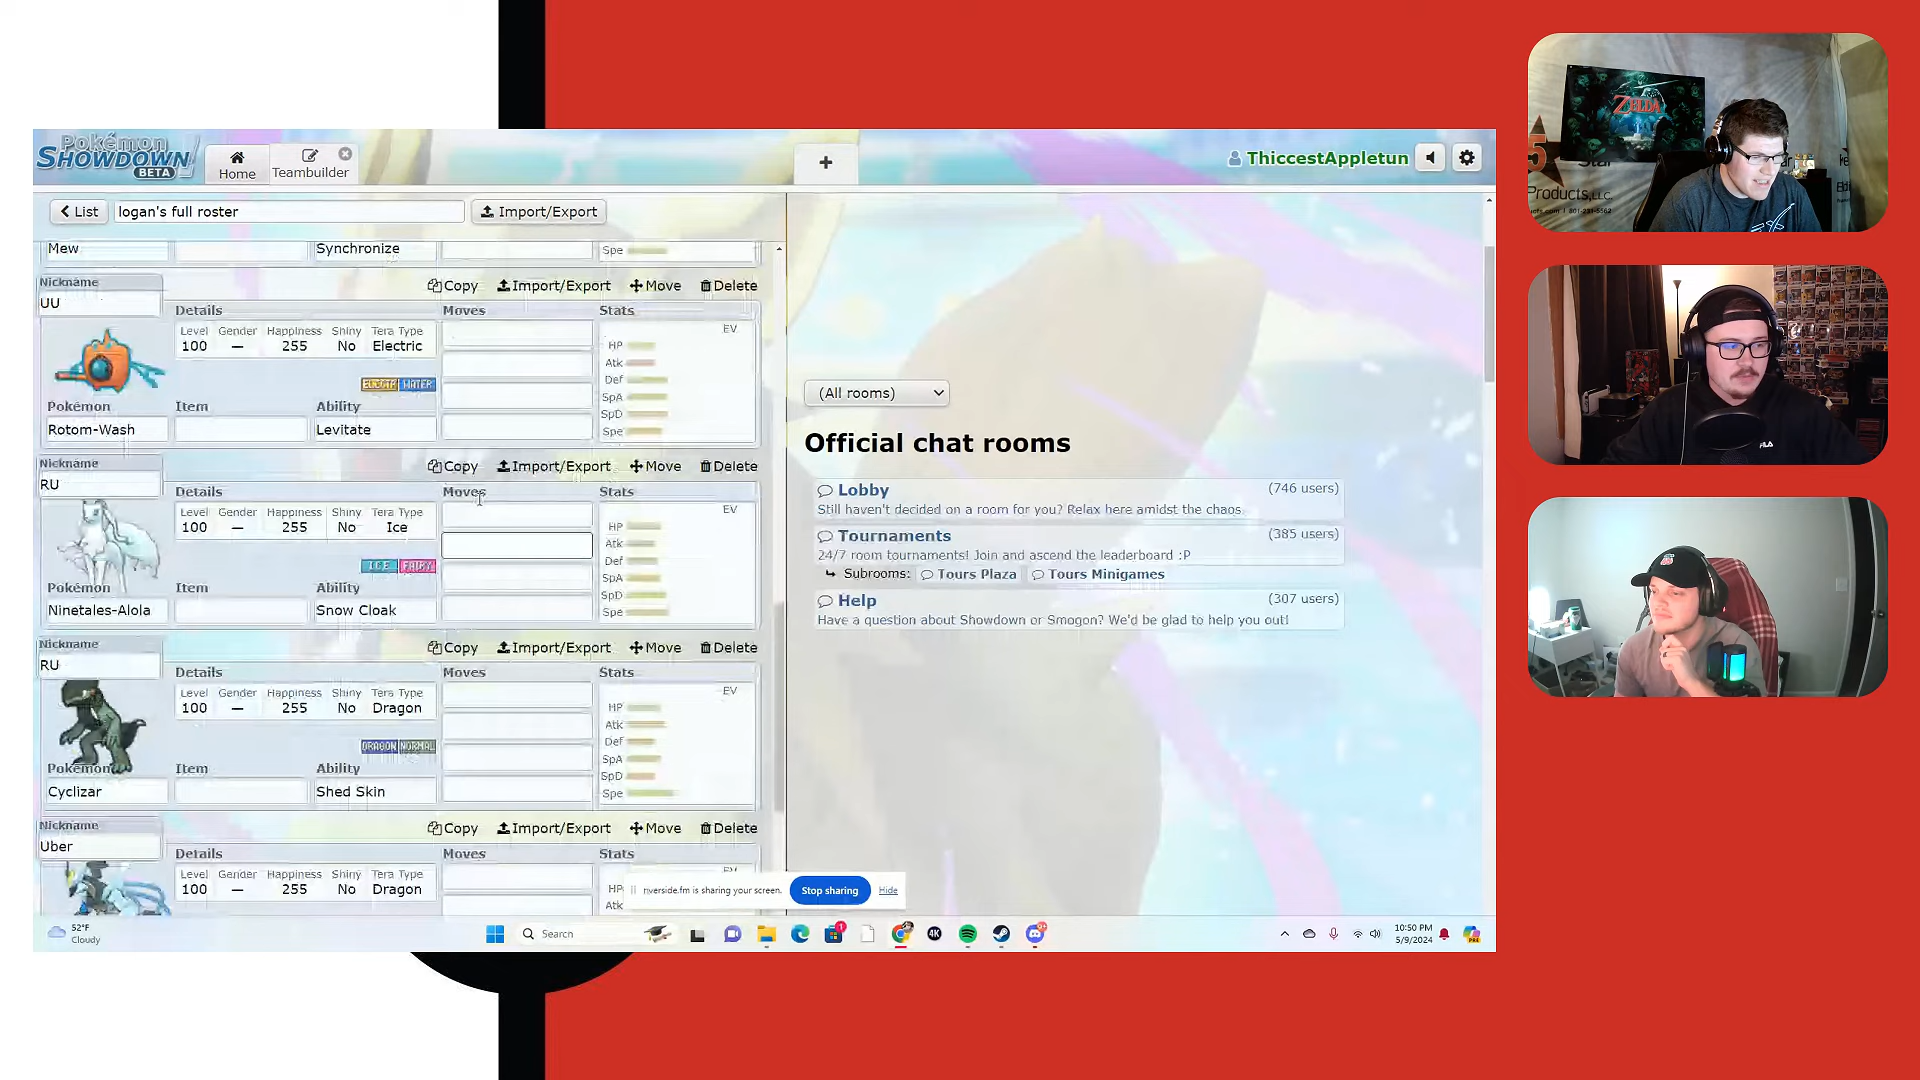 Pokémon
SHOWDOWN!
BETA
Home
Teambuilder
+
ThiccestAppletun
List
logan's full roster
Import/Export
Mew
Synchronize
Spe
Nickname
UU
Copy
Import/Export
Move
Delete
Details
Moves
Stats
Level
Gender
Happiness
Shiny
Tera Type
100
—
255
No
Electric
EV
HP
Atk
Def
SpA
SpD
Spe
ELECTR
WATER
Pokémon
Item
Ability
Rotom-Wash
Levitate
Nickname
RU
Copy
Import/Export
Move
Delete
Details
Moves
Stats
Level
Gender
Happiness
Shiny
Tera Type
100
—
255
No
Ice
EV
HP
Atk
Def
SpA
SpD
Spe
ICE
FAIRY
Pokémon
Item
Ability
Ninetales-Alola
Snow Cloak
Nickname
RU
Copy
Import/Export
Move
Delete
Details
Moves
Stats
Level
Gender
Happiness
Shiny
Tera Type
100
—
255
No
Dragon
EV
HP
Atk
Def
SpA
SpD
Spe
DRAGON
NORMAL
Pokémon
Item
Ability
Cyclizar
Shed Skin
Nickname
Uber
Copy
Import/Export
Move
Delete
Details
Moves
Stats
Level
Gender
Happiness
Shiny
Tera Type
100
—
255
No
Dragon
EV
HP
Atk
(All rooms)
Official chat rooms
Lobby
(746 users)
Still haven't decided on a room for you? Relax here amidst the chaos.
Tournaments
(385 users)
24/7 room tournaments! Join and ascend the leaderboard :P
Subrooms:
Tours Plaza
Tours Minigames
Help
(307 users)
Have a question about Showdown or Smogon? We'd be glad to help you out!
riverside.fm is sharing your screen.
Stop sharing
Hide
52°F
Cloudy
Search
10:50 PM
5/9/2024
ZELDA
5
Products, LLC.
FILA